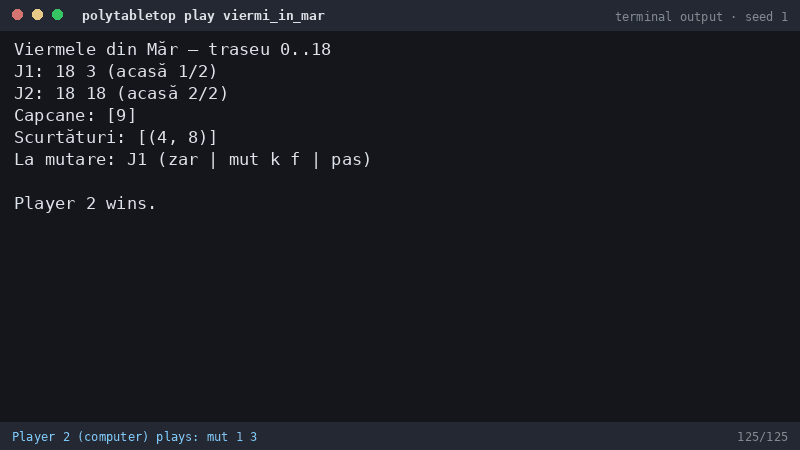 polytabletop play viermi_in_mar
terminal output · seed 1
Viermele din Măr — traseu 0..18
J1: 18 3 (acasă 1/2)
J2: 18 18 (acasă 2/2)
Capcane: [9]
Scurtături: [(4, 8)]
La mutare: J1 (zar | mut k f | pas)
Player 2 wins.
Player 2 (computer) plays: mut 1 3
125/125